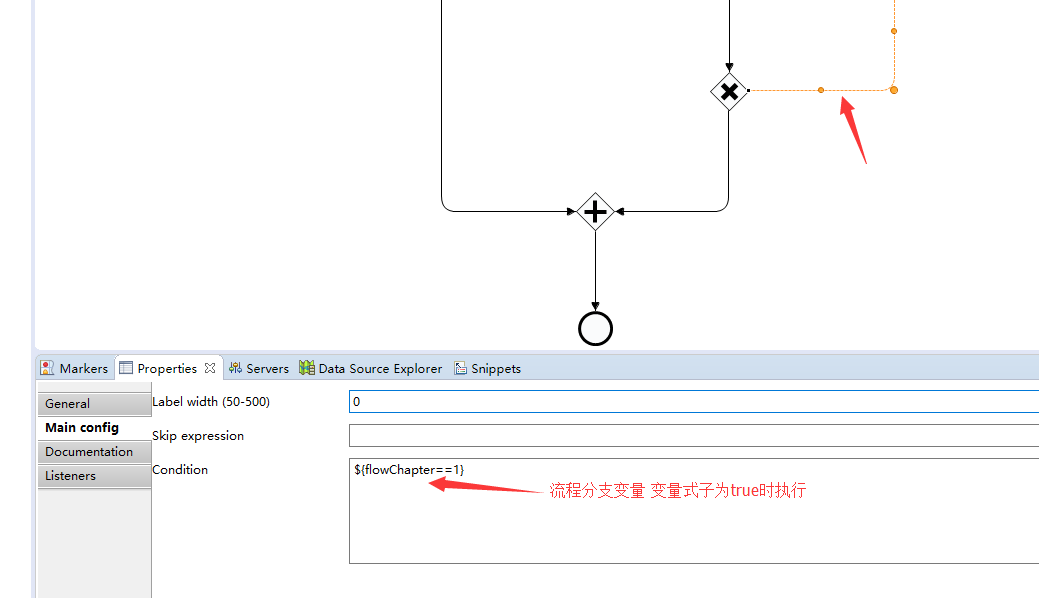 Markers Properties Servers Data Source Explorer Snippets
General
Main config
Documentation
Listeners
Label width (50-500)
0
Skip expression
Condition
${flowChapter==1}
流程分支变量 变量式子为true时执行